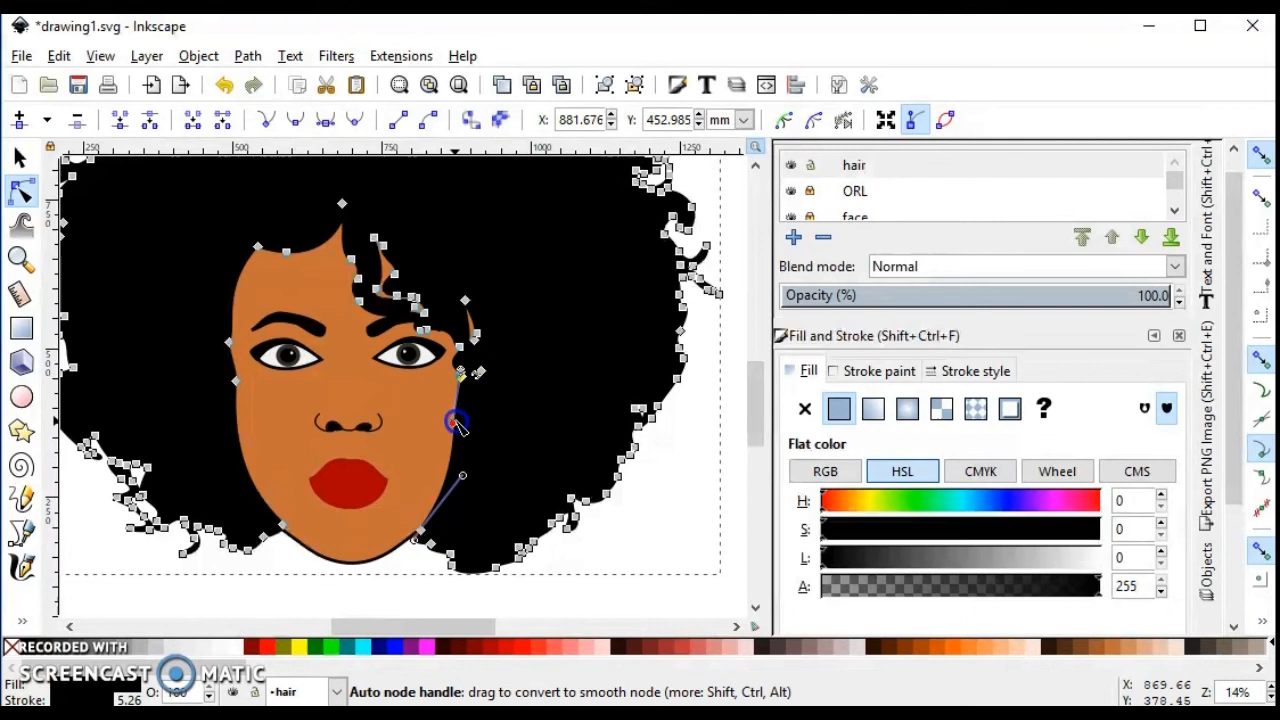 *drawing1.svg - Inkscape
File Edit View Layer Object Path Text Filters Extensions Help
X: 881.676 Y: 452.985 mm
250 500 750 1000 1250
750
500
250
hair
ORL
face
Blend mode: Normal
Opacity (%) 100.0
Fill and Stroke (Shift+Ctrl+F)
Fill Stroke paint Stroke style
Flat color
RGB HSL CMYK Wheel CMS
H: 0
S: 0
L: 0
A: 255
Text and Font (Shift+Ctrl+T)
Export PNG Image (Shift+Ctrl+E)
Objects
RECORDED WITH
SCREENCAST MATIC
Fill:
Stroke: 5.26 O: 100 •hair Auto node handle: drag to convert to smooth node (more: Shift, Ctrl, Alt)
X: 869.66
Y: 378.45
Z: 14%